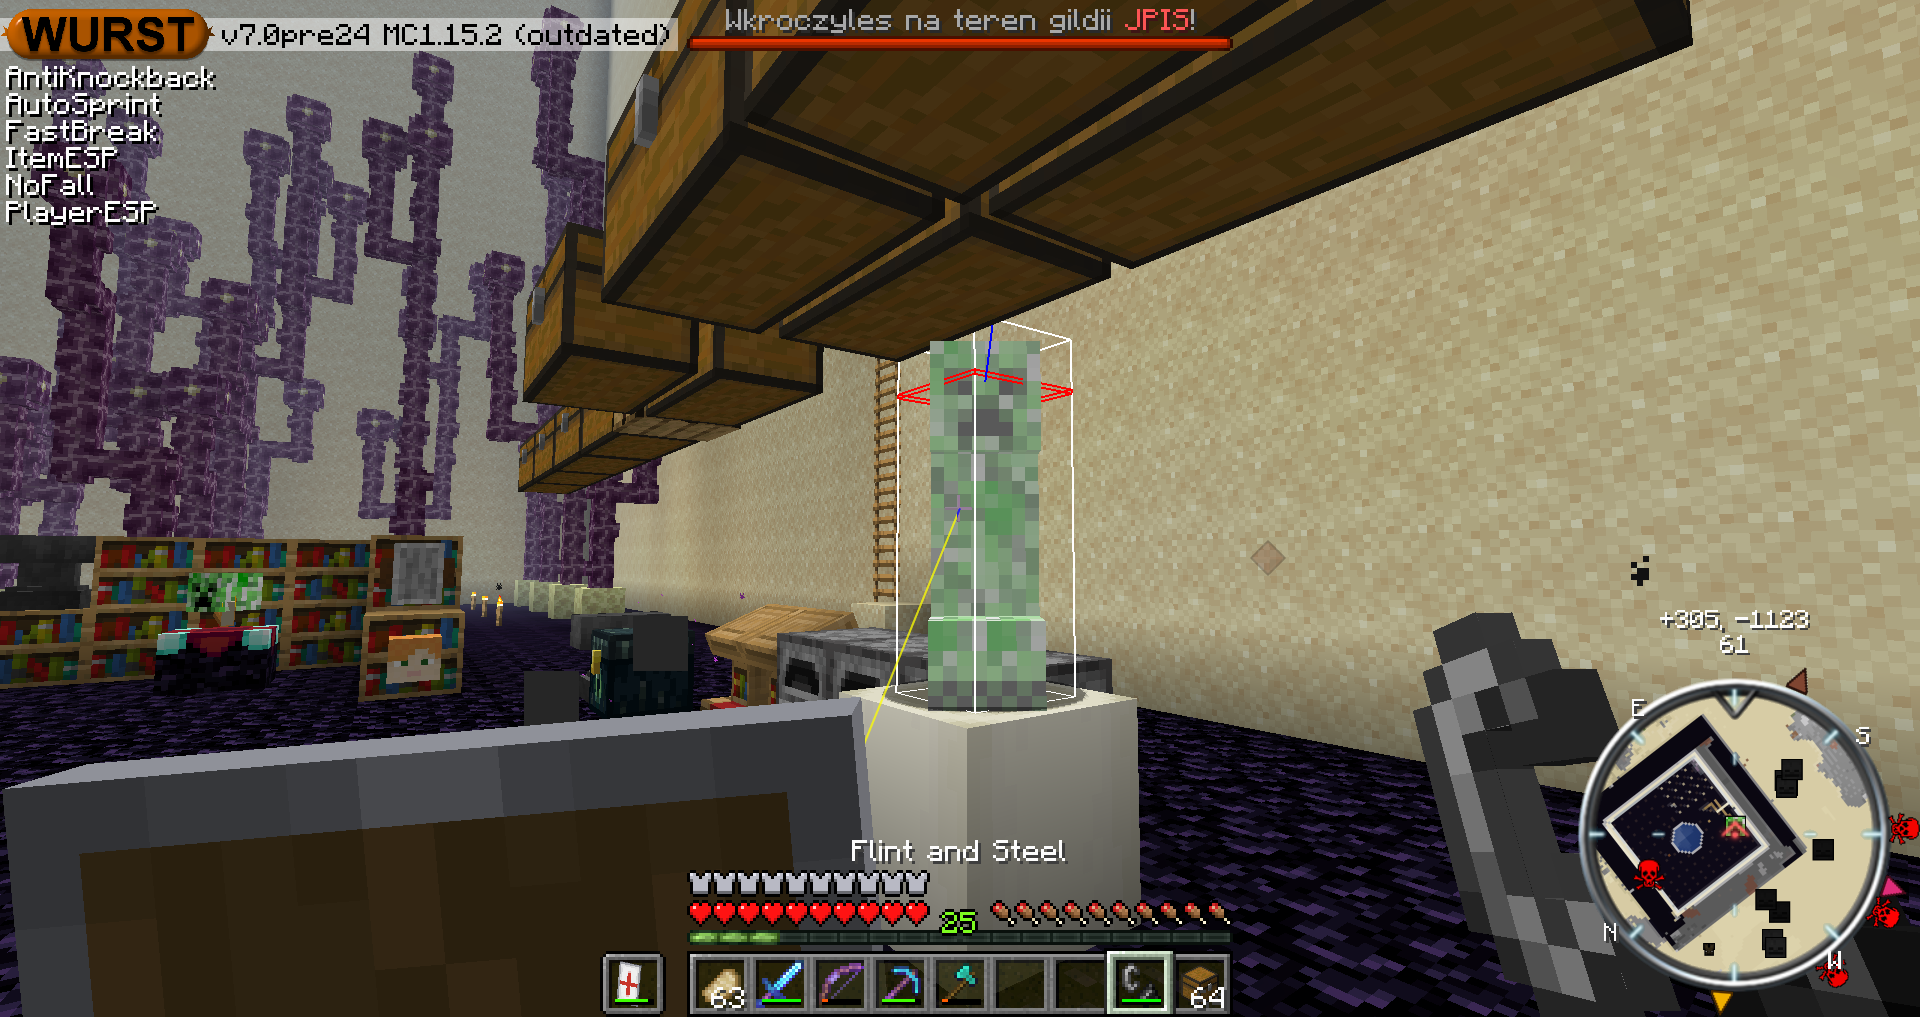 WURST v7.0pre24 MC1.15.2 (outdated)
Wkroczyles na teren gildii JPIS!
AntiKnockback
AutoSprint
FastBreak
ItemESP
NoFall
PlayerESP
+305, -1123
61
E
S
N
W
Flint and Steel
25
63
64